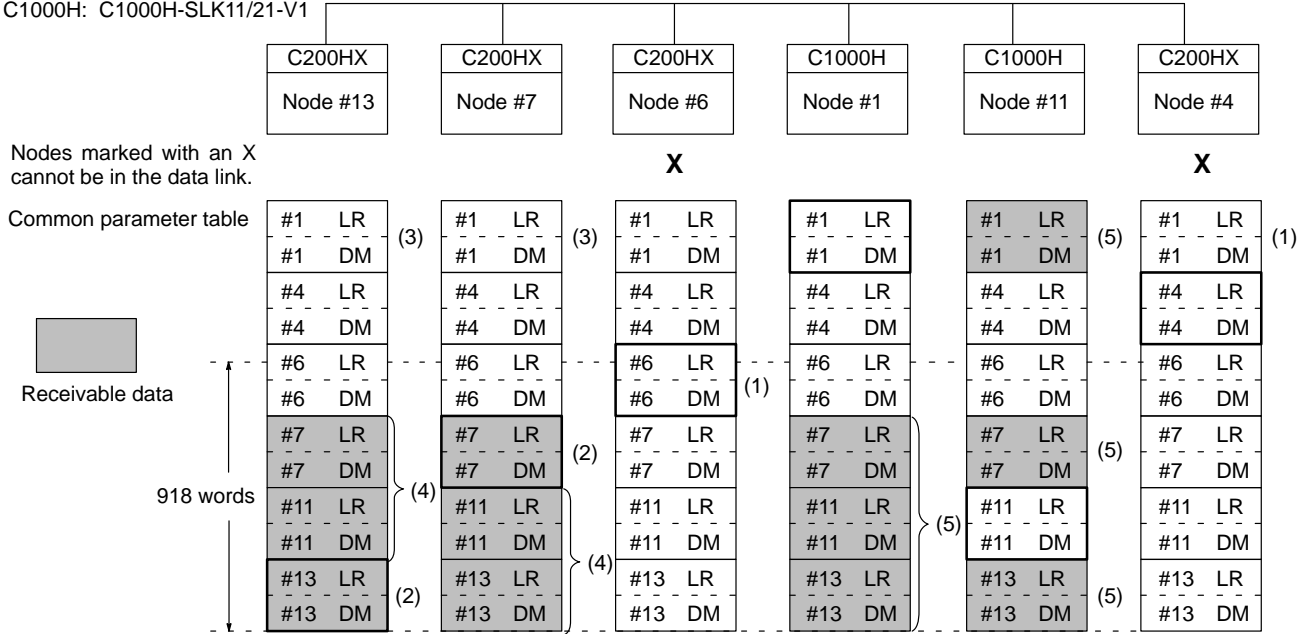 C1000H: C1000H-SLK11/21-V1
C200HX C200HX C200HX C1000H C1000H C200HX
Node #13 Node #7 Node #6 Node #1 Node #11 Node #4
Nodes marked with an X
cannot be in the data link.
X X
Common parameter table
#1 LR #1 LR #1 LR #1 LR #1 LR #1 LR
(3) (3) (5) (1)
#1 DM #1 DM #1 DM #1 DM #1 DM #1 DM
#4 LR #4 LR #4 LR #4 LR #4 LR #4 LR
#4 DM #4 DM #4 DM #4 DM #4 DM #4 DM
#6 LR #6 LR #6 LR #6 LR #6 LR #6 LR
(1)
Receivable data
#6 DM #6 DM #6 DM #6 DM #6 DM #6 DM
#7 LR #7 LR #7 LR #7 LR #7 LR #7 LR
(2) (5)
#7 DM #7 DM #7 DM #7 DM #7 DM #7 DM
918 words
(4)
#11 LR #11 LR #11 LR #11 LR #11 LR #11 LR
(5)
#11 DM #11 DM #11 DM #11 DM #11 DM #11 DM
(4)
#13 LR #13 LR #13 LR #13 LR #13 LR #13 LR
(2) (5)
#13 DM #13 DM #13 DM #13 DM #13 DM #13 DM